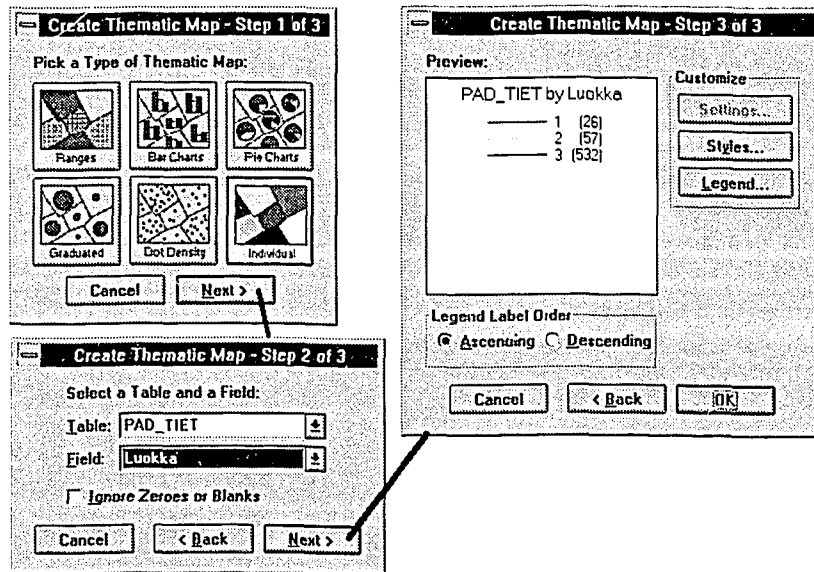 Create Thematic Map - Step 1 of 3
Pick a Type of Thematic Map:
Ranges
Bar Charts
Pie Charts
Graduated
Dot Density
Individual
Cancel
Next >
Create Thematic Map - Step 2 of 3
Select a Table and a Field:
Table: PAD_TIET
Field: Luokka
Ignore Zeroes or Blanks
Cancel
< Back
Next >
Create Thematic Map - Step 3 of 3
Preview:
PAD_TIET by Luokka
1 (26)
2 (57)
3 (532)
Customize
Settings...
Styles...
Legend...
Legend Label Order
Ascending
Descending
Cancel
< Back
OK